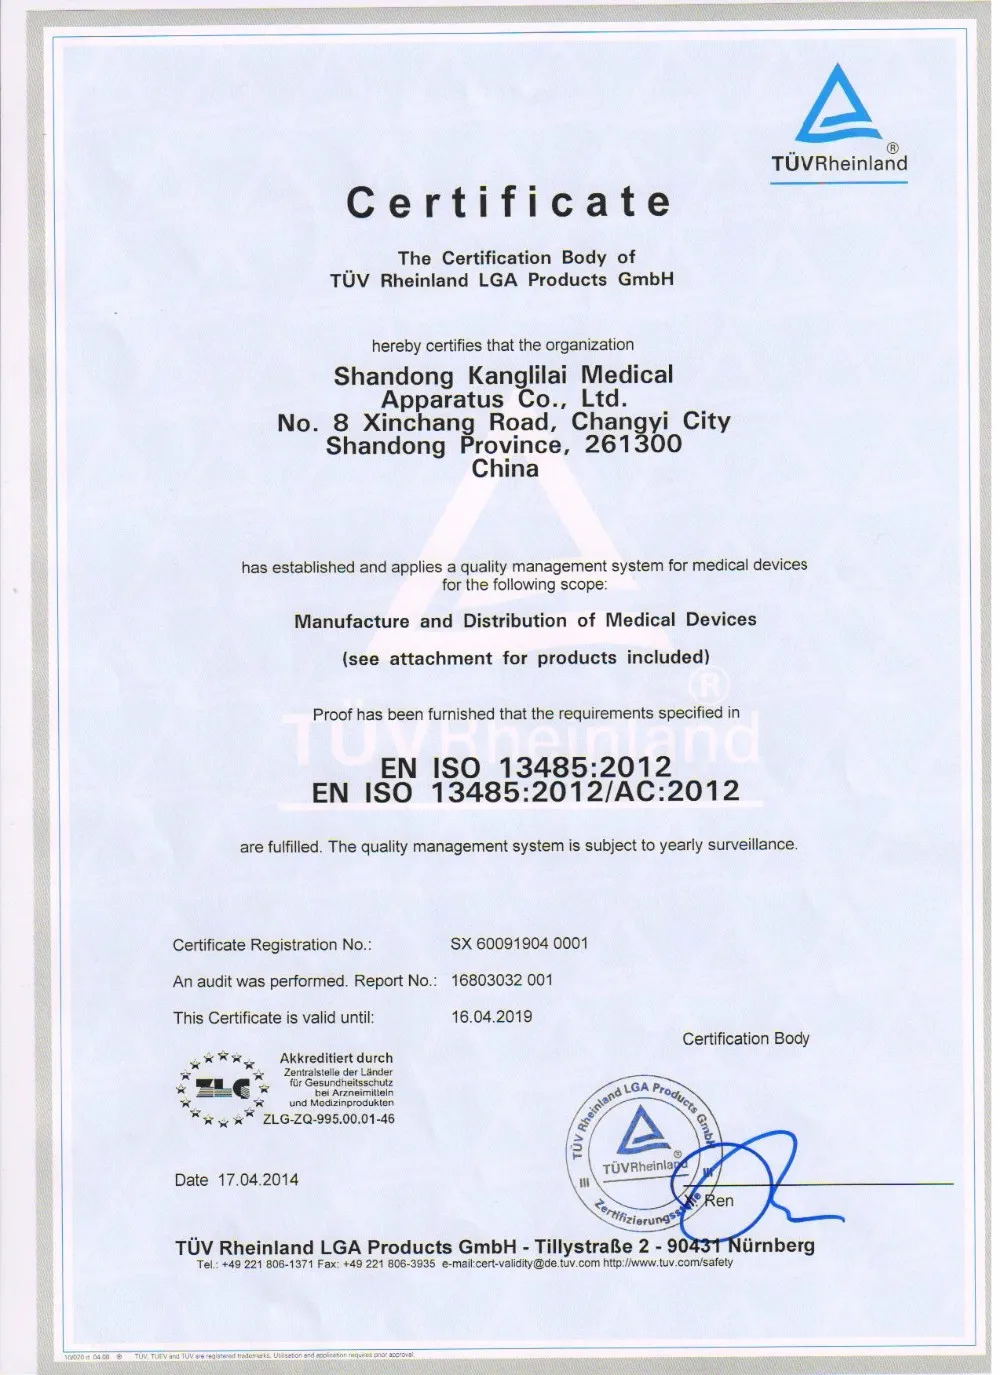 TÜVRheinland®
Certificate
The Certification Body of
TÜV Rheinland LGA Products GmbH
hereby certifies that the organization
Shandong Kanglilai Medical
Apparatus Co., Ltd.
No. 8 Xinchang Road, Changyi City
Shandong Province, 261300
China
has established and applies a quality management system for medical devices
for the following scope:
Manufacture and Distribution of Medical Devices
(see attachment for products included)
Proof has been furnished that the requirements specified in
TÜVRheinland®
EN ISO 13485:2012
EN ISO 13485:2012/AC:2012
are fulfilled. The quality management system is subject to yearly surveillance.
Certificate Registration No.: SX 60091904 0001
An audit was performed. Report No.: 16803032 001
This Certificate is valid until: 16.04.2019
Certification Body
ZLG
Akkreditiert durch
Zentralstelle der Länder
für Gesundheitsschutz
bei Arzneimitteln
und Medizinprodukten
ZLG-ZQ-995.00.01-46
TÜV Rheinland LGA Products GmbH
TÜVRheinland®
Zertifizierungsstelle
Date 17.04.2014
Ren
TÜV Rheinland LGA Products GmbH - Tillystraße 2 - 90431 Nürnberg
Tel.: +49 221 806-1371 Fax: +49 221 806-3935 e-mail:cert-validity@de.tuv.com http://www.tuv.com/safety
TÜV, TUEV and TUV are registered trademarks. Utilisation and application requires prior approval.